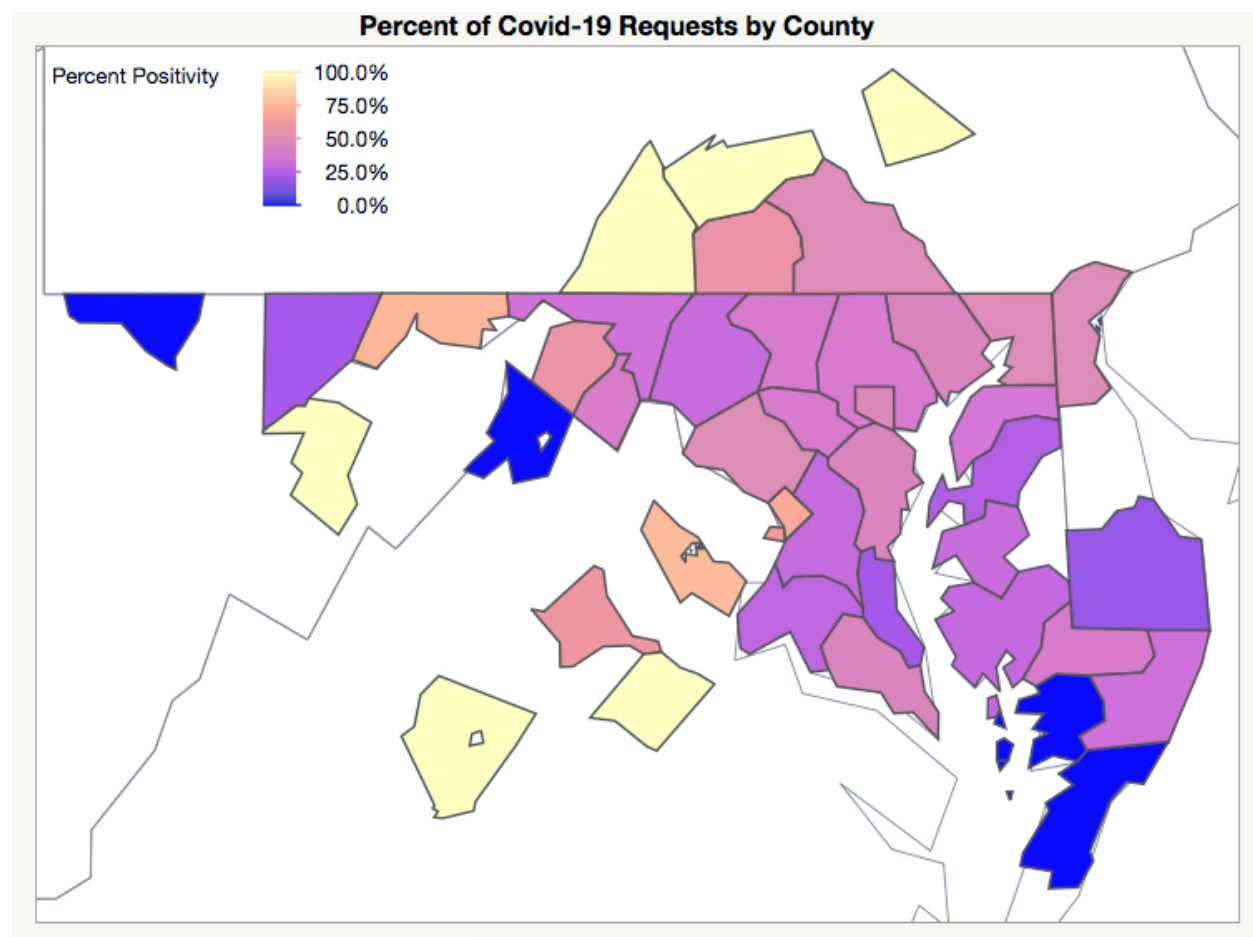 Percent of Covid-19 Requests by County
Percent Positivity
100.0%
75.0%
50.0%
25.0%
0.0%